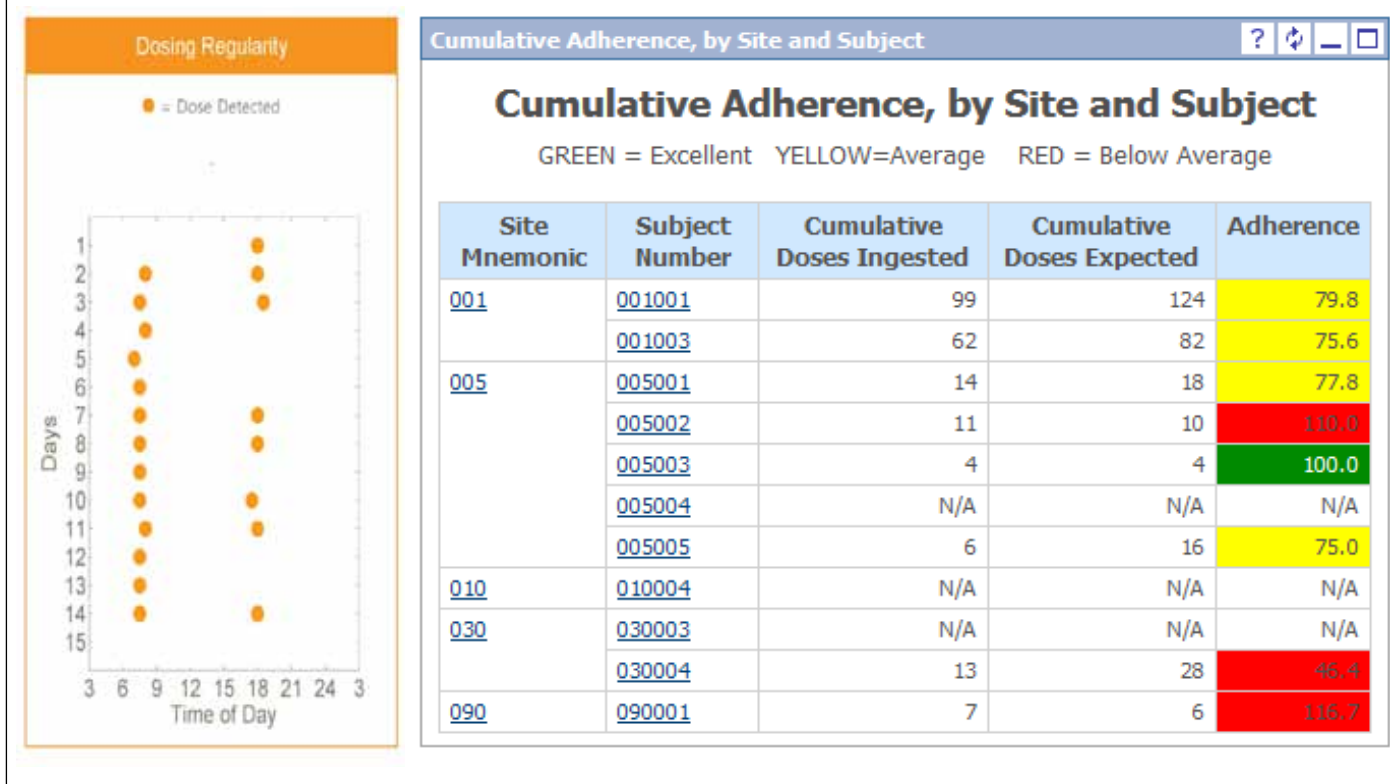 Dosing Regularity
= Dose Detected
1
2
3
4
5
6
7
8
9
10
11
12
13
14
15
Days
3 6 9 12 15 18 21 24 3
Time of Day
Cumulative Adherence, by Site and Subject ?
Cumulative Adherence, by Site and Subject
GREEN = Excellent YELLOW=Average RED = Below Average
Site Mnemonic Subject Number Cumulative Doses Ingested Cumulative Doses Expected Adherence
001 001001 99 124 79.8
001003 62 82 75.6
005 005001 14 18 77.8
005002 11 10 110.0
005003 4 4 100.0
005004 N/A N/A N/A
005005 6 16 75.0
010 010004 N/A N/A N/A
030 030003 N/A N/A N/A
030004 13 28 46.4
090 090001 7 6 116.7